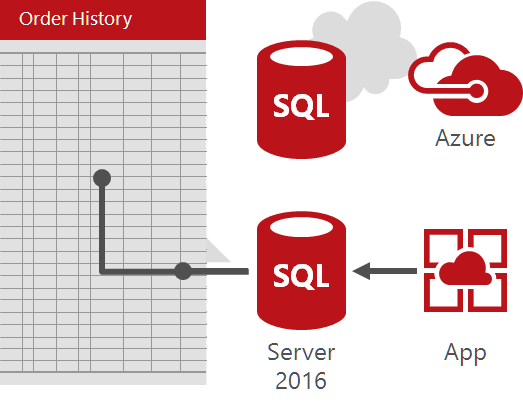 Order History
SQL
Azure
SQL
Server
2016
App